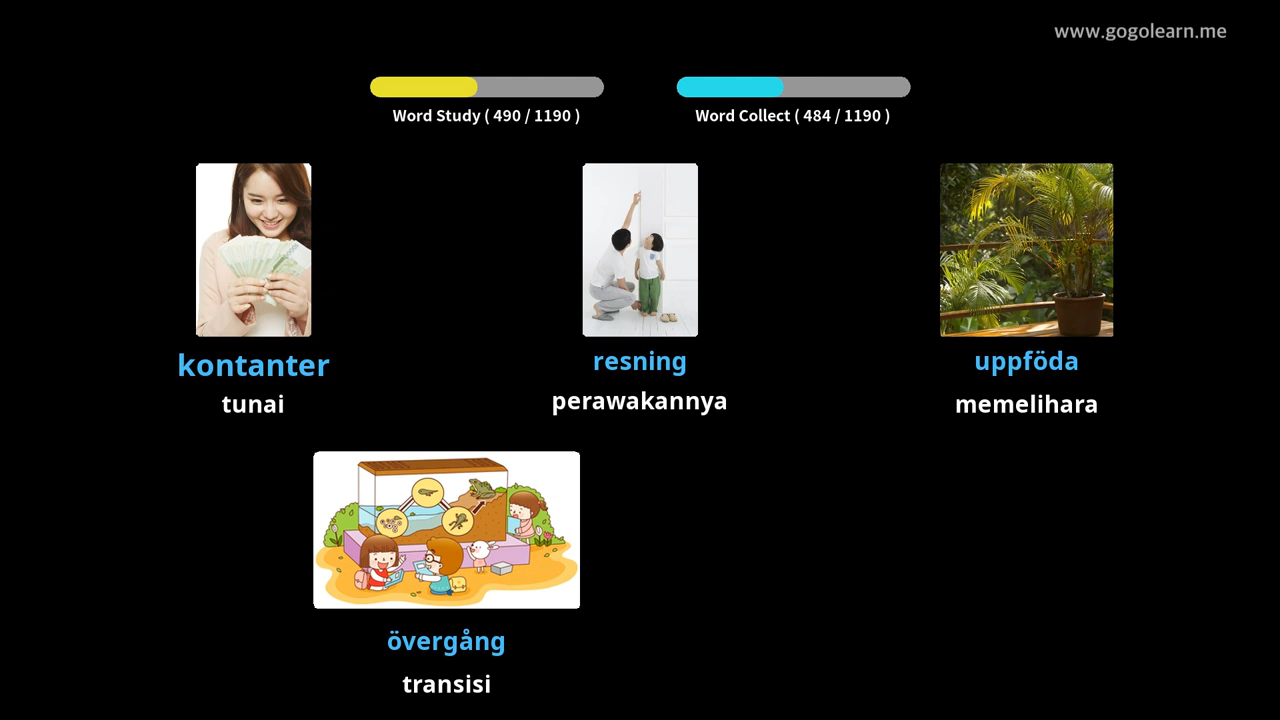 www.gogolearn.me
Word Study ( 490 / 1190 )
Word Collect ( 484 / 1190 )
kontanter
tunai
resning
perawakannya
uppföda
memelihara
övergång
transisi